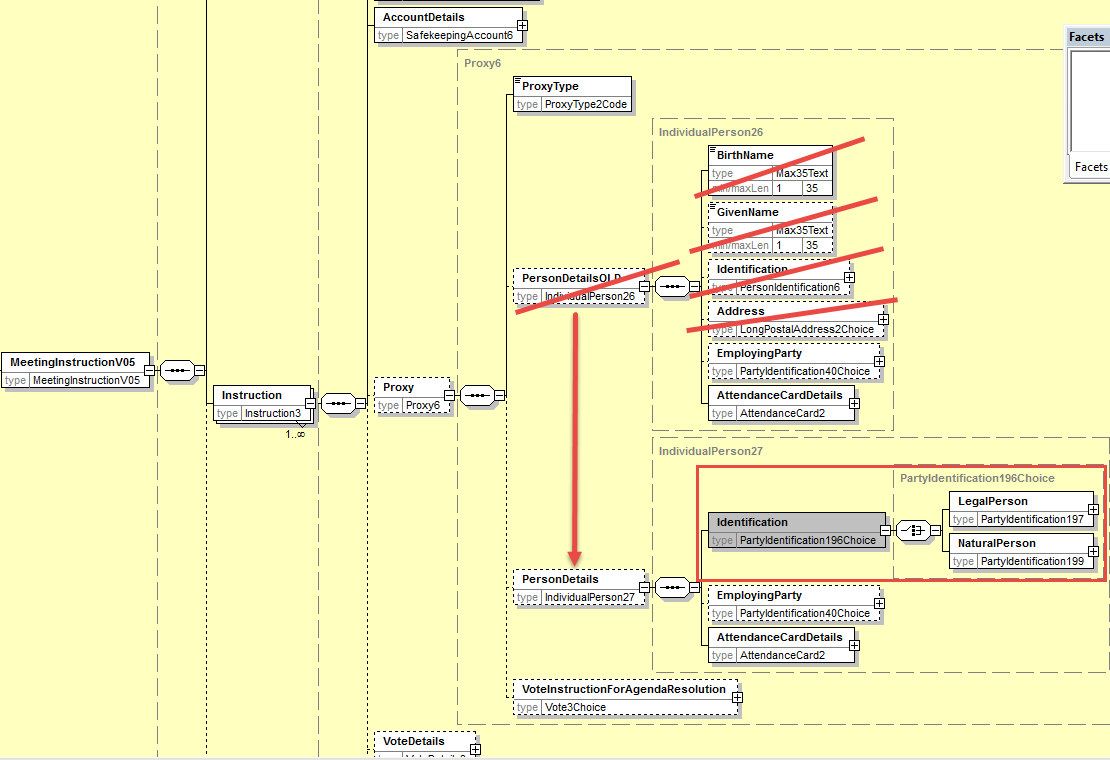 AccountDetails
type SafekeepingAccount6
Facets
Proxy6
ProxyType
type ProxyType2Code
IndividualPerson26
BirthName
type Max35Text
min/maxLen 1 35
Facets
GivenName
type Max35Text
min/maxLen 1 35
PersonDetailsOLD
type IndividualPerson26
Identification
type PersonIdentification6
Address
type LongPostalAddress2Choice
EmployingParty
type PartyIdentification40Choice
AttendanceCardDetails
type AttendanceCard2
MeetingInstructionV05
type MeetingInstructionV05
Instruction
type Instruction3
1..∞
Proxy
type Proxy6
IndividualPerson27
PartyIdentification196Choice
Identification
type PartyIdentification196Choice
LegalPerson
type PartyIdentification197
NaturalPerson
type PartyIdentification199
PersonDetails
type IndividualPerson27
EmployingParty
type PartyIdentification40Choice
AttendanceCardDetails
type AttendanceCard2
VoteInstructionForAgendaResolution
type Vote3Choice
VoteDetails